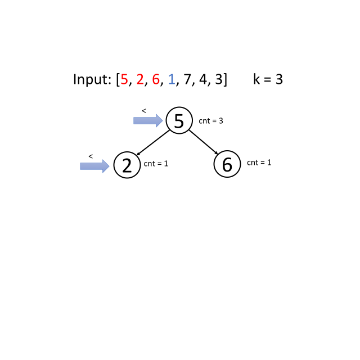 Input: [5, 2, 6, 1, 7, 4, 3] k = 3
<
5 cnt = 3
<
2 cnt = 1
6 cnt = 1